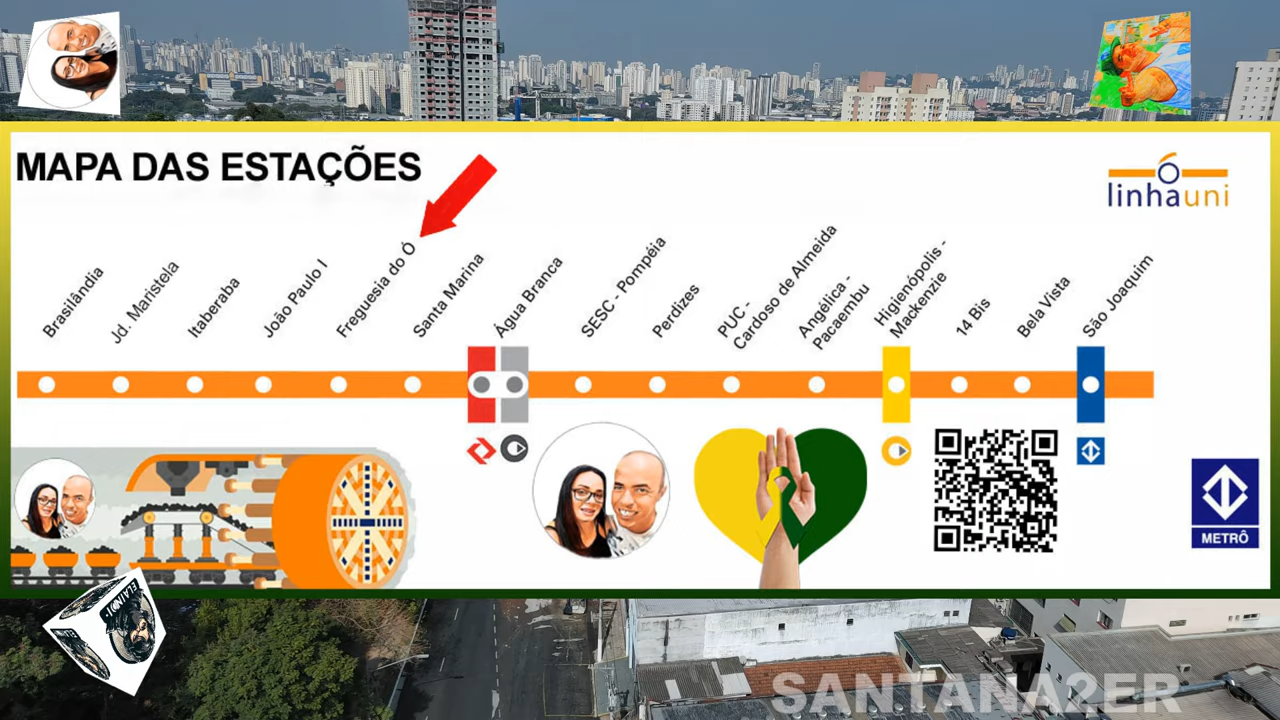 MAPA DAS ESTAÇÕES
linhauni
Brasilândia
Jd. Maristela
Itaberaba
João Paulo I
Freguesia do Ó
Santa Marina
Água Branca
SESC - Pompéia
Perdizes
PUC -
Cardoso de Almeida
Angélica -
Pacaembu
Higienópolis -
Mackenzie
14 Bis
Bela Vista
São Joaquim
METRÔ
SANTANA2ER